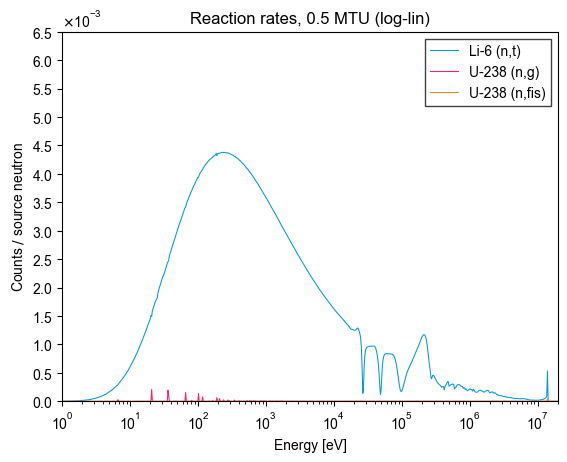 Reaction rates, 0.5 MTU (log-lin)
×10⁻³
6.5
6.0
5.5
5.0
4.5
4.0
3.5
3.0
2.5
2.0
1.5
1.0
0.5
0.0
Counts / source neutron
Li-6 (n,t)
U-238 (n,g)
U-238 (n,fis)
10⁰ 10¹ 10² 10³ 10⁴ 10⁵ 10⁶ 10⁷
Energy [eV]